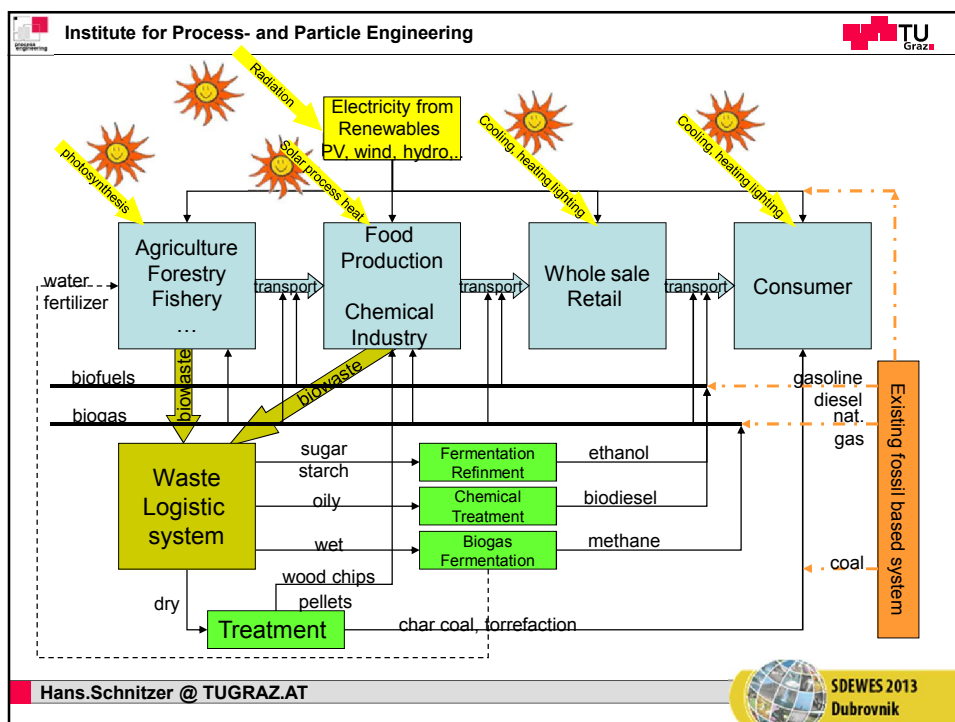 process
engineering
Institute for Process- and Particle Engineering
TU
Graz
Radiation
Electricity from
Renewables
PV, wind, hydro,..
photosynthesis
Solar process heat
Cooling, heating lighting
Cooling, heating lighting
Agriculture
Forestry
Fishery
…
Food
Production
Chemical
Industry
Whole sale
Retail
Consumer
transport
transport
transport
water
fertilizer
biowaste
biowaste
biofuels
biogas
gasoline
diesel
nat.
gas
Existing fossil based system
Waste
Logistic
system
sugar
starch
Fermentation
Refinment
ethanol
oily
Chemical
Treatment
biodiesel
wet
Biogas
Fermentation
methane
coal
wood chips
pellets
dry
Treatment
char coal, torrefaction
Hans.Schnitzer @ TUGRAZ.AT
SDEWES 2013
Dubrovnik